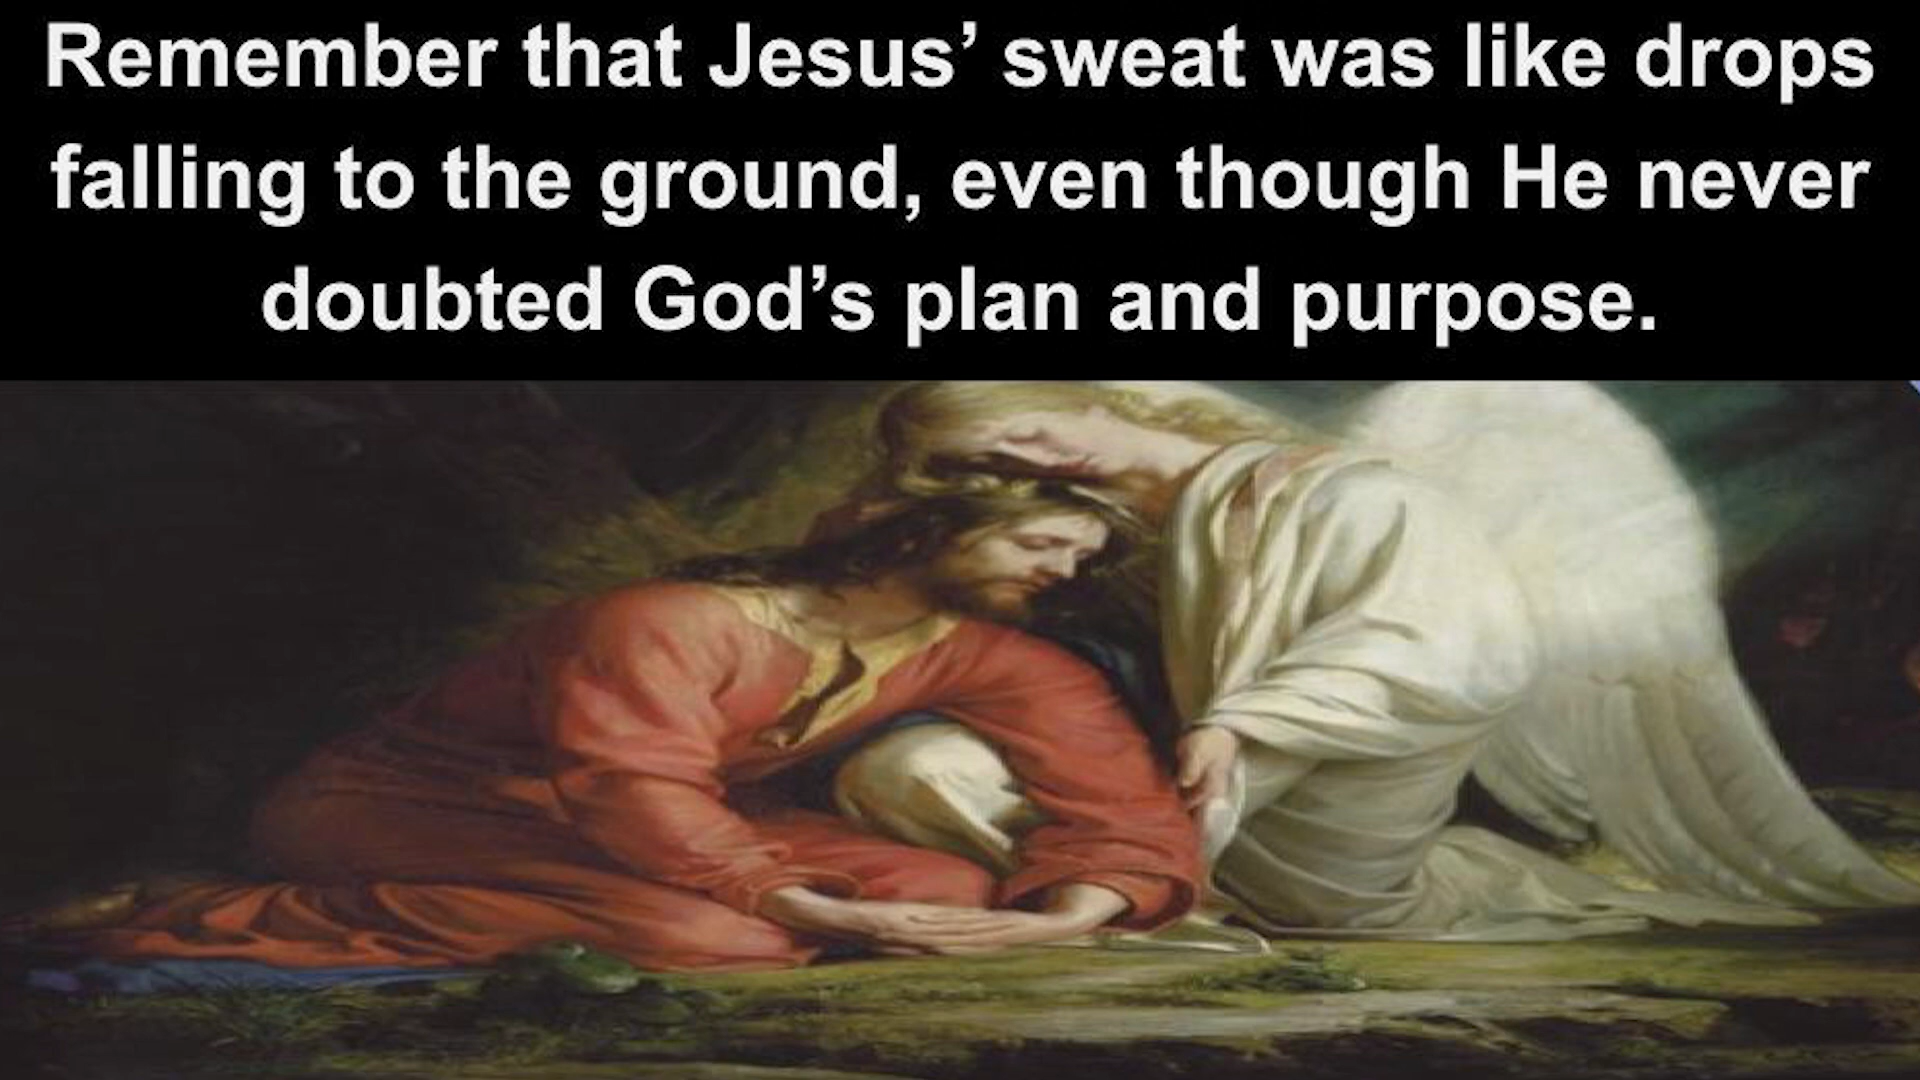 Remember that Jesus’ sweat was like drops
falling to the ground, even though He never
doubted God’s plan and purpose.